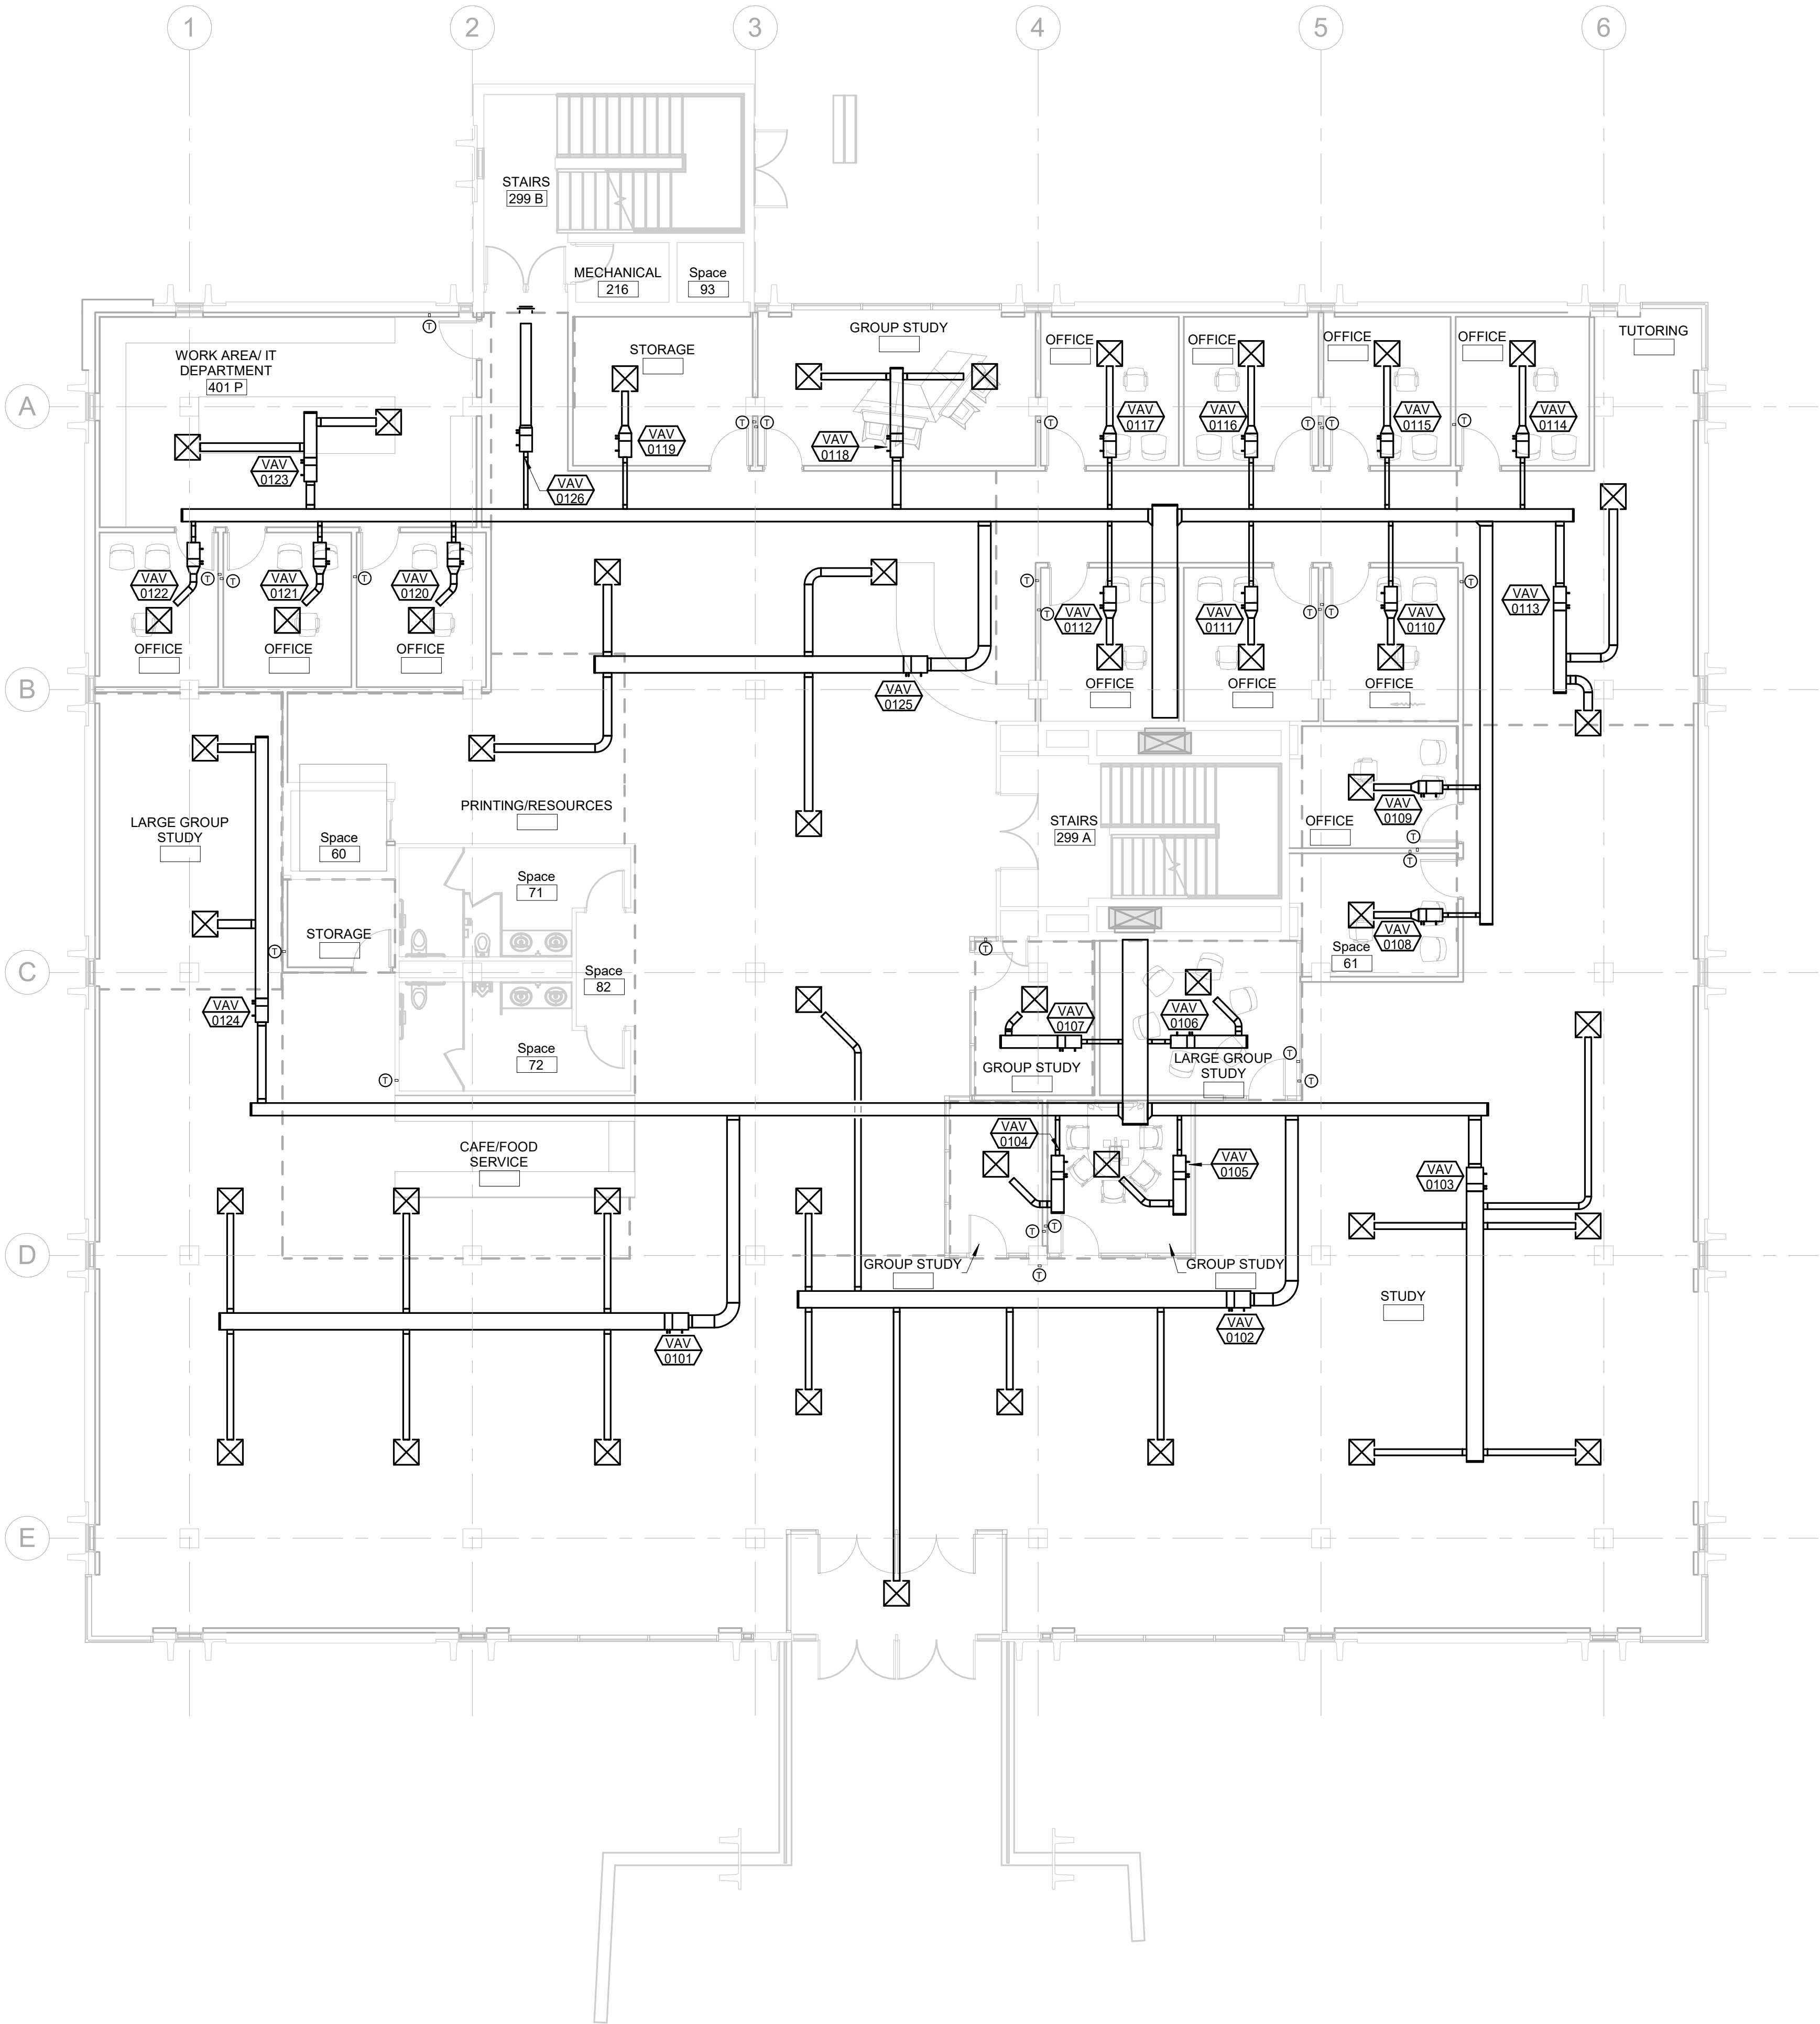 1
2
3
4
5
6
STAIRS
299 B
MECHANICAL
216
Space
93
T
WORK AREA/ IT
DEPARTMENT
401 P
STORAGE
GROUP STUDY
OFFICE
OFFICE
OFFICE
OFFICE
TUTORING
A
VAV
0123
VAV
0126
VAV
0119
T
T
VAV
0118
T
VAV
0117
VAV
0116
T
T
VAV
0115
T
VAV
0114
VAV
0122
T
T
VAV
0121
T
VAV
0120
OFFICE
OFFICE
OFFICE
T
T
VAV
0112
VAV
0111
T
T
VAV
0110
T
VAV
0113
B
VAV
0125
OFFICE
OFFICE
OFFICE
LARGE GROUP
STUDY
PRINTING/RESOURCES
Space
60
STAIRS
299 A
OFFICE
VAV
0109
T
T
Space
71
STORAGE
T
T
VAV
0108
Space
61
C
Space
82
VAV
0124
VAV
0107
VAV
0106
Space
72
T
GROUP STUDY
LARGE GROUP
STUDY
T
T
CAFE/FOOD
SERVICE
VAV
0104
VAV
0105
VAV
0103
D
T
T
T
GROUP STUDY
GROUP STUDY
STUDY
VAV
0101
VAV
0102
E